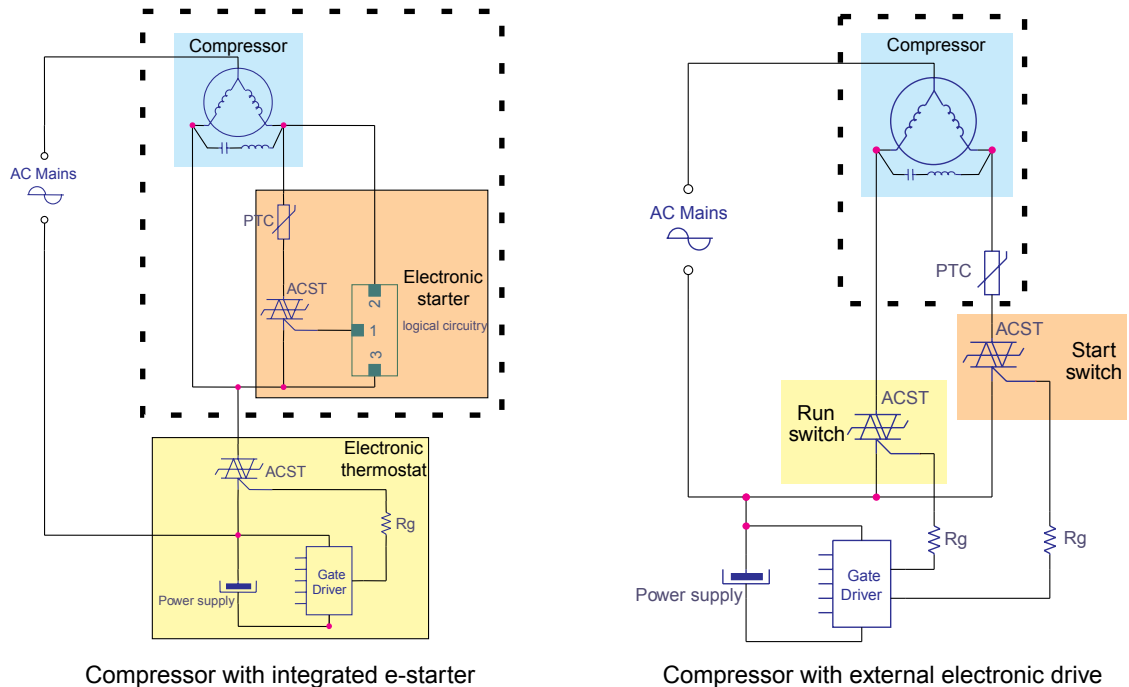 Compressor
AC Mains
PTC
ACST
Electronic
starter
logical circuitry
2
1
3
Electronic
thermostat
ACST
Rg
Gate
Driver
Power supply
Compressor with integrated e-starter
Compressor
AC Mains
PTC
ACST
Start
switch
ACST
Run
switch
Rg
Rg
Gate
Driver
Power supply
Compressor with external electronic drive